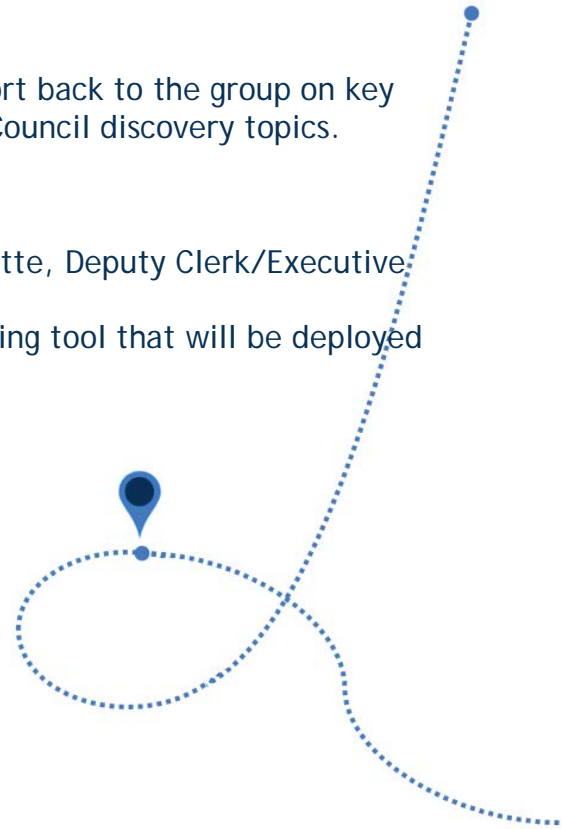 ort back to the group on key
Council discovery topics.
tte, Deputy Clerk/Executive
ing tool that will be deployed